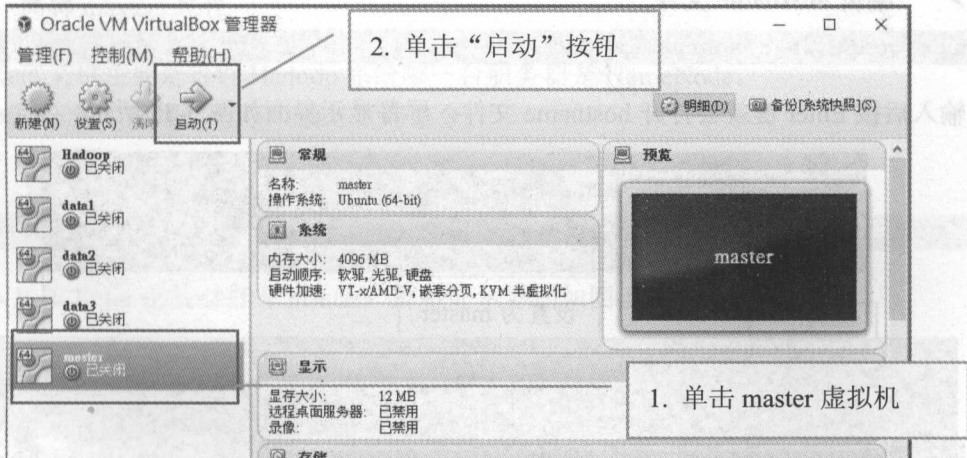 Oracle VM VirtualBox 管理器
管理(F) 控制(M) 帮助(H)
2. 单击“启动”按钮
新建(N) 设置(S) 清除 启动(T)
明细(D) 备份[系统快照](S)
Hadoop
已关闭
data1
已关闭
data2
已关闭
data3
已关闭
master
已关闭
常规
名称: master
操作系统: Ubuntu (64-bit)
系统
内存大小: 4096 MB
启动顺序: 软驱, 光驱, 硬盘
硬件加速: VT-x/AMD-V, 嵌套分页, KVM 半虚拟化
预览
master
显示
显存大小: 12 MB
远程桌面服务器: 已禁用
录像: 已禁用
1. 单击 master 虚拟机
存储